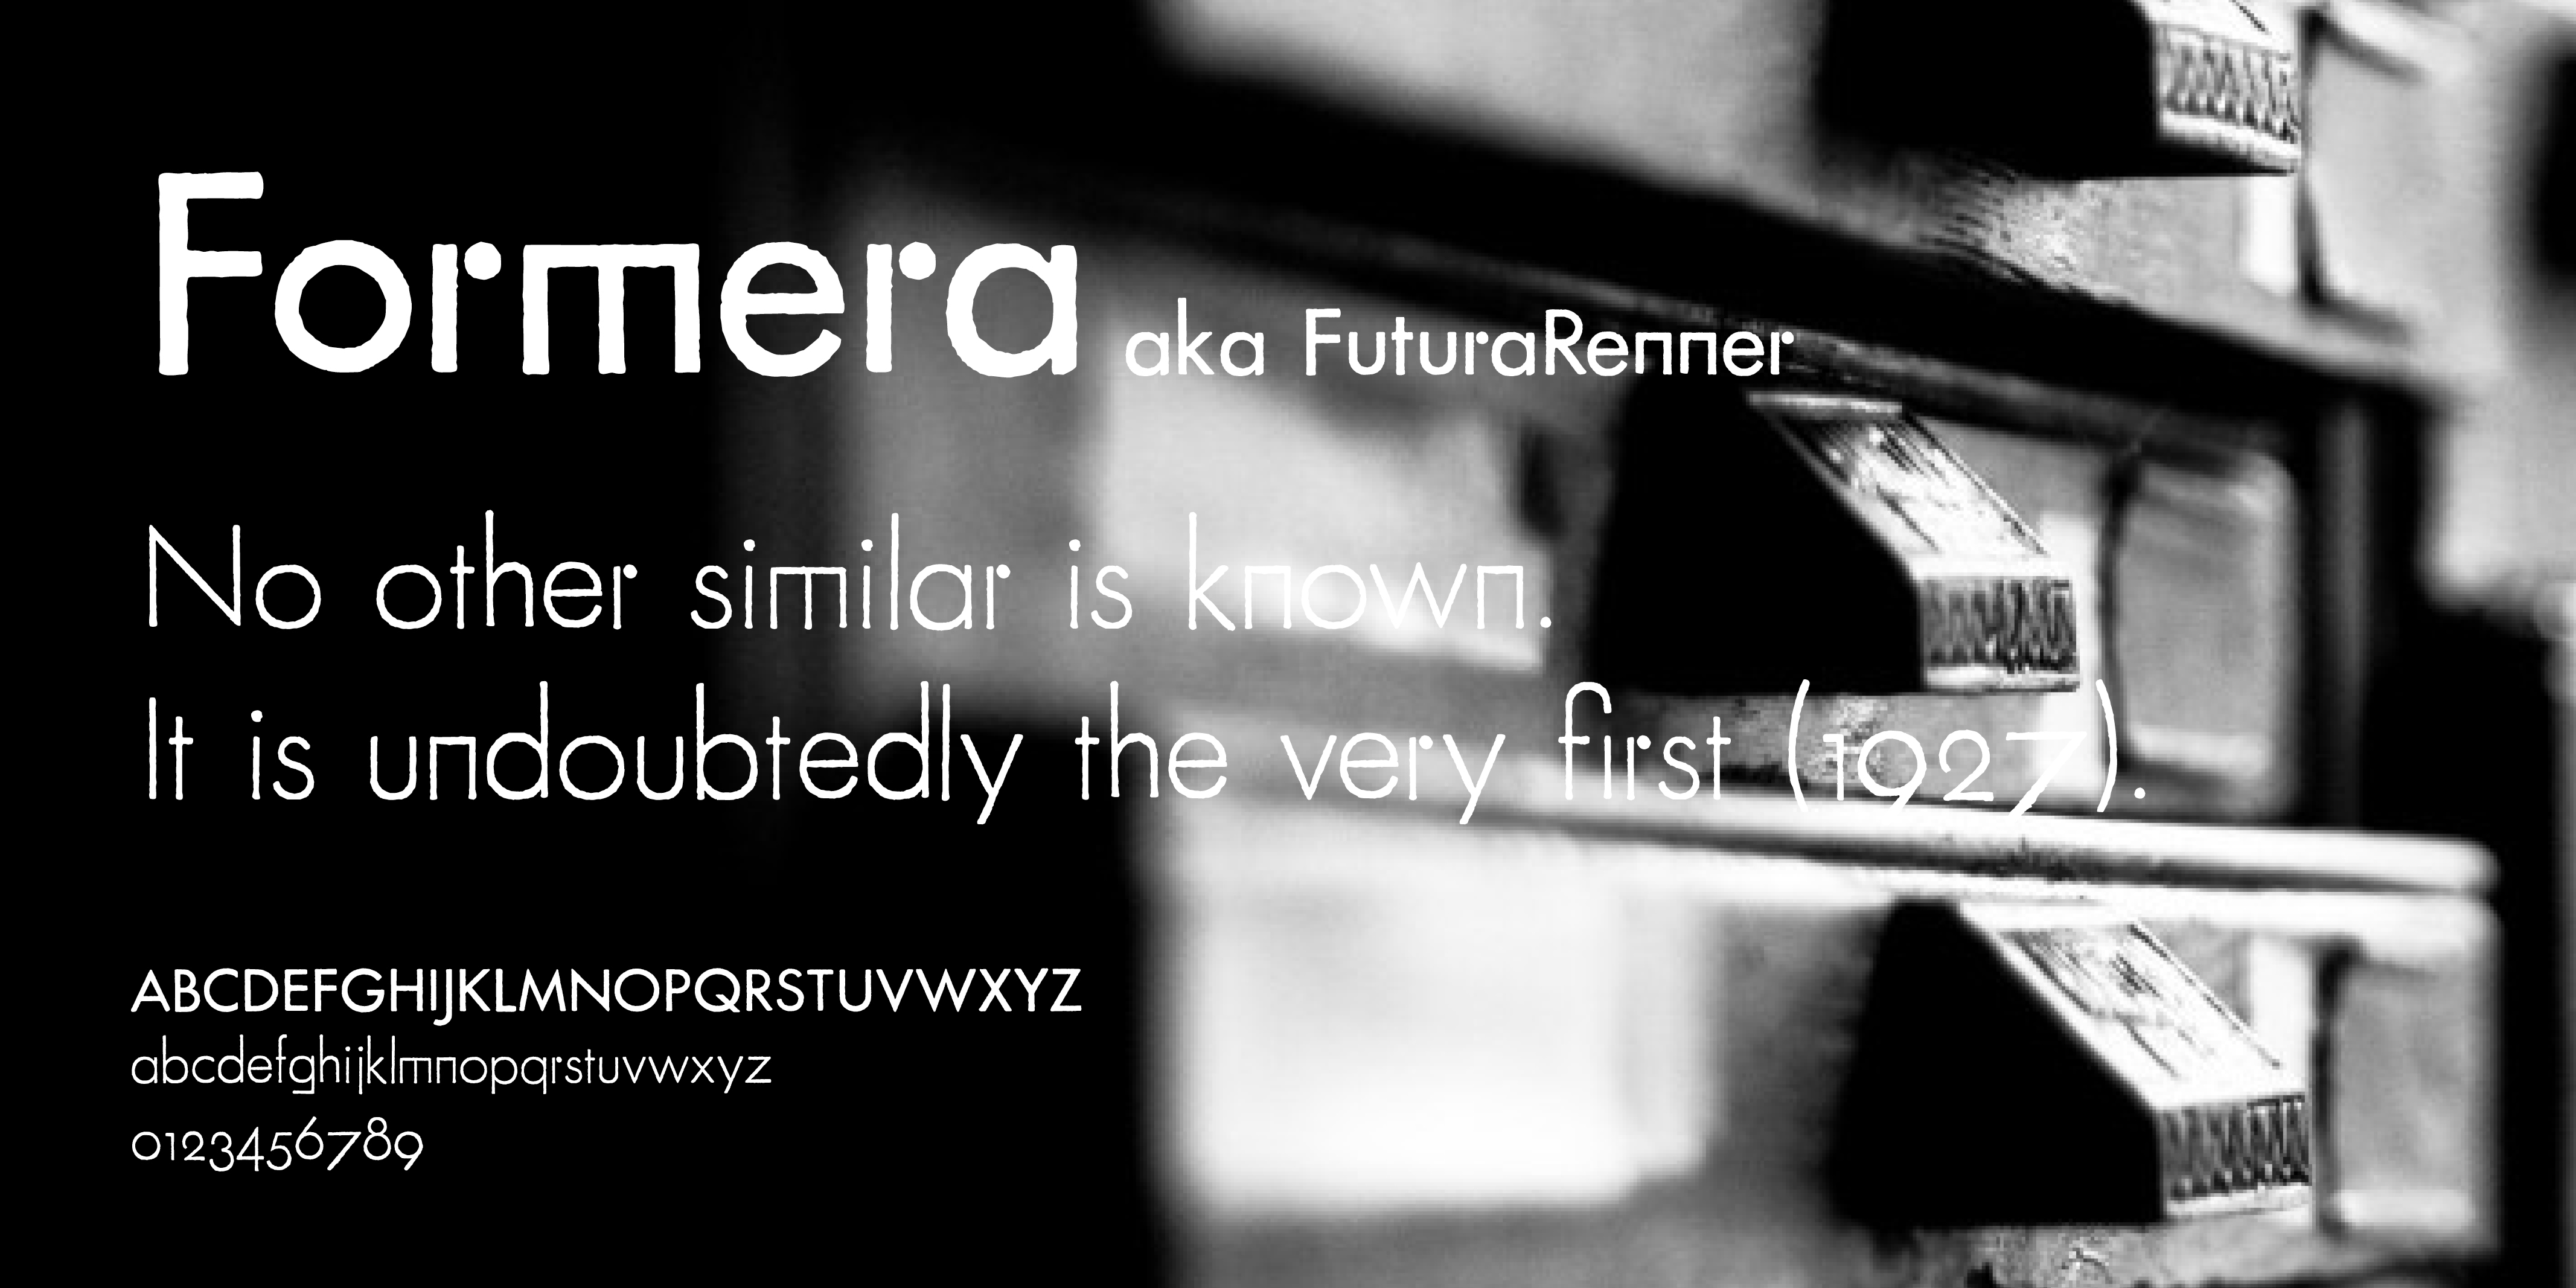 Formera aka FuturaRenner
No other similar is known.
It is undoubtedly the very first (1927).
ABCDEFGHIJKLMNOPQRSTUVWXYZ
abcdefghijklmnopqrstuvwxyz
0123456789